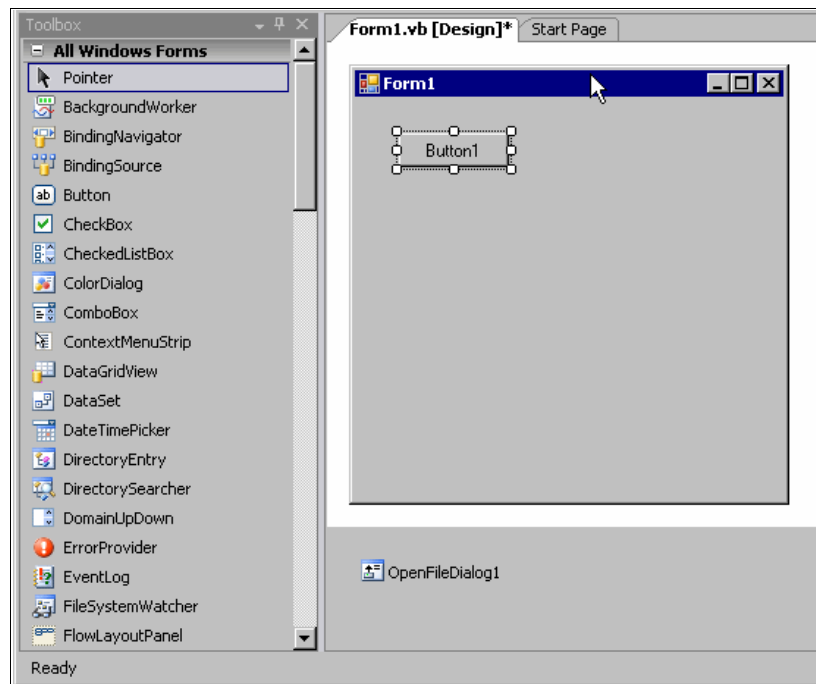 Toolbox
All Windows Forms
Pointer
BackgroundWorker
BindingNavigator
BindingSource
ab Button
CheckBox
CheckedListBox
ColorDialog
ComboBox
ContextMenuStrip
DataGridView
DataSet
DateTimePicker
DirectoryEntry
DirectorySearcher
DomainUpDown
ErrorProvider
EventLog
FileSystemWatcher
FlowLayoutPanel
Form1.vb [Design]* Start Page
Form1
Button1
OpenFileDialog1
Ready